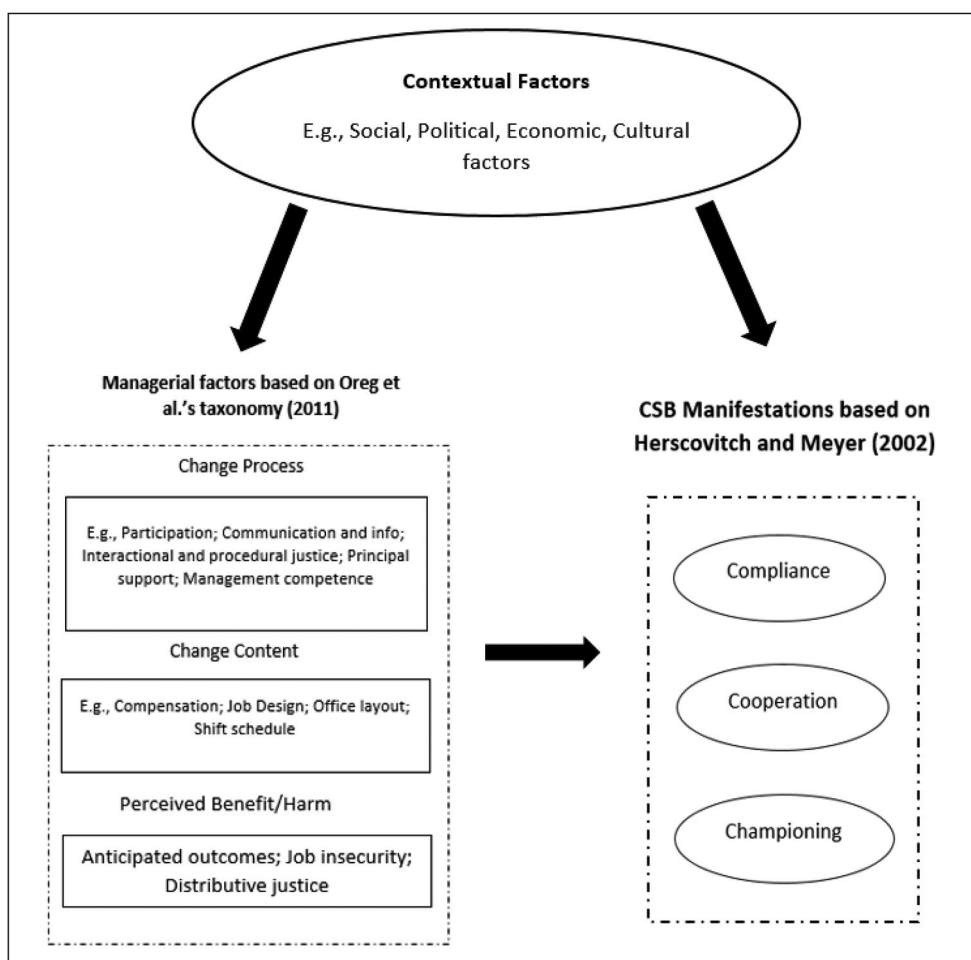 Contextual Factors
E.g., Social, Political, Economic, Cultural
factors
Managerial factors based on Oreg et
al.'s taxonomy (2011)
Change Process
E.g., Participation; Communication and info;
Interactional and procedural justice; Principal
support; Management competence
Change Content
E.g., Compensation; Job Design; Office layout;
Shift schedule
Perceived Benefit/Harm
Anticipated outcomes; Job insecurity;
Distributive justice
CSB Manifestations based on
Herscovitch and Meyer (2002)
Compliance
Cooperation
Championing